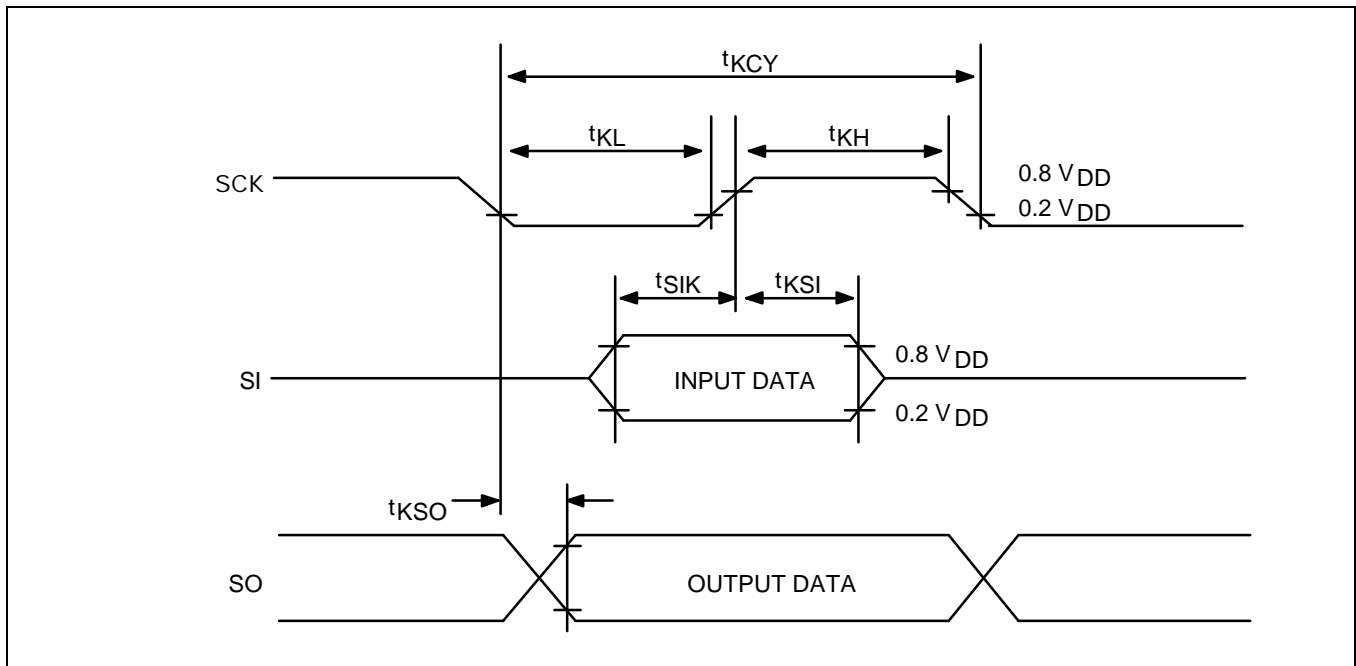 tKCY
tKL
tKH
SCK
0.8 VDD
0.2 VDD
tSIK
tKSI
0.8 VDD
SI
INPUT DATA
0.2 VDD
tKSO
SO
OUTPUT DATA